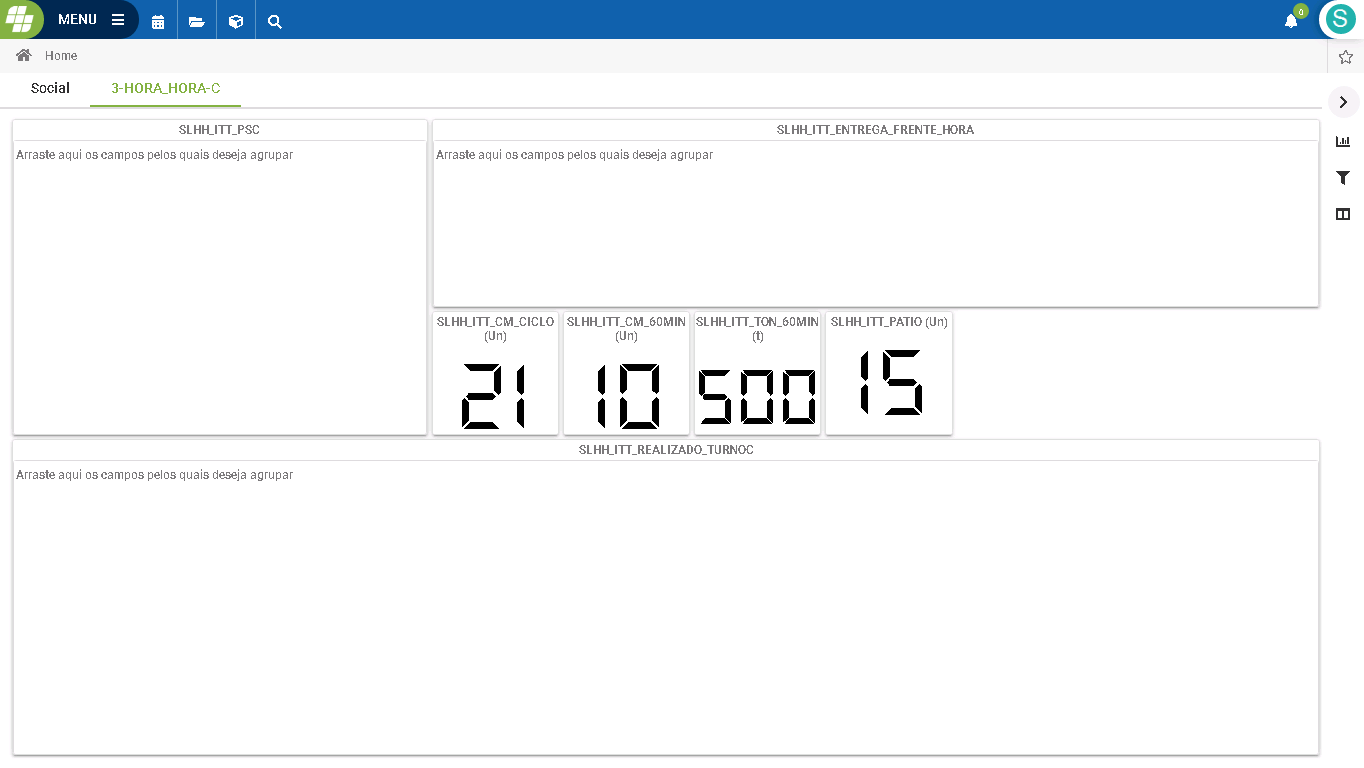 MENU
0
S
Home
Social
3-HORA_HORA-C
SLHH_ITT_PSC
Arraste aqui os campos pelos quais deseja agrupar
SLHH_ITT_ENTREGA_FRENTE_HORA
Arraste aqui os campos pelos quais deseja agrupar
SLHH_ITT_CM_CICLO
(Un)
21
SLHH_ITT_CM_60MIN
(Un)
10
SLHH_ITT_TON_60MIN
(t)
500
SLHH_ITT_PATIO (Un)
15
SLHH_ITT_REALIZADO_TURNOC
Arraste aqui os campos pelos quais deseja agrupar